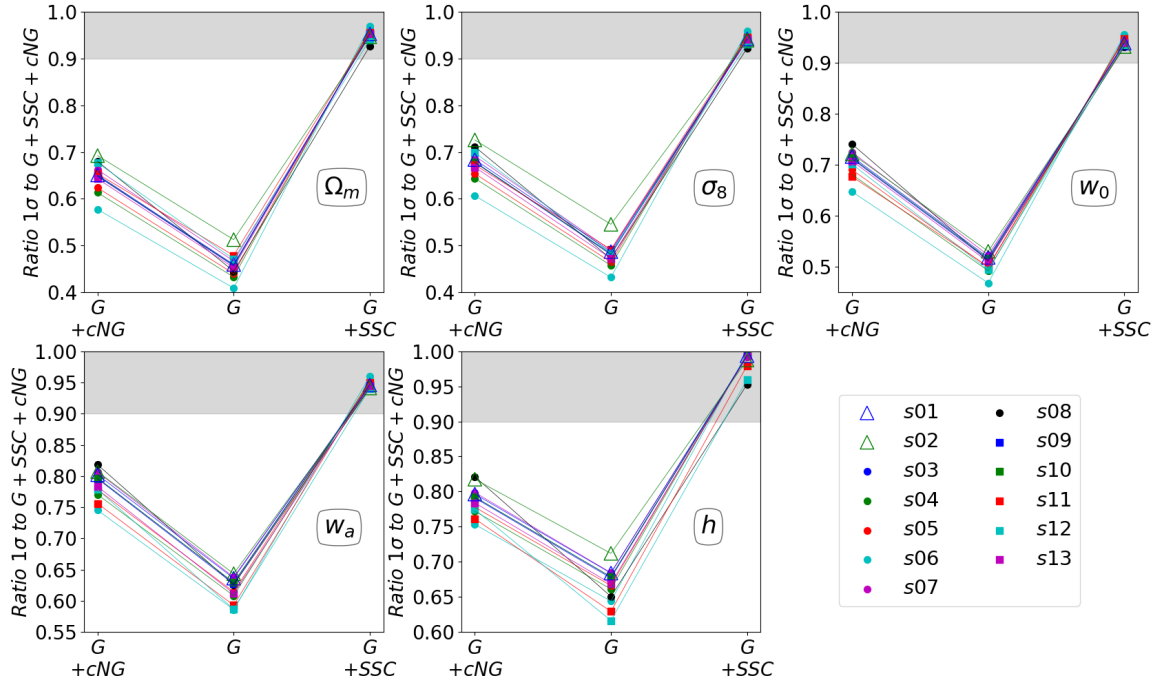 Ratio 1σ to G + SSC + cNG
1.0
0.9
0.8
0.7
0.6
0.5
0.4
Ωm
G
+cNG
G
G
+SSC
Ratio 1σ to G + SSC + cNG
1.0
0.9
0.8
0.7
0.6
0.5
0.4
σ8
G
+cNG
G
G
+SSC
Ratio 1σ to G + SSC + cNG
1.0
0.9
0.8
0.7
0.6
0.5
w0
G
+cNG
G
G
+SSC
Ratio 1σ to G + SSC + cNG
1.00
0.95
0.90
0.85
0.80
0.75
0.70
0.65
0.60
0.55
wa
G
+cNG
G
G
+SSC
Ratio 1σ to G + SSC + cNG
1.00
0.95
0.90
0.85
0.80
0.75
0.70
0.65
0.60
h
G
+cNG
G
G
+SSC
s01
s02
s03
s04
s05
s06
s07
s08
s09
s10
s11
s12
s13